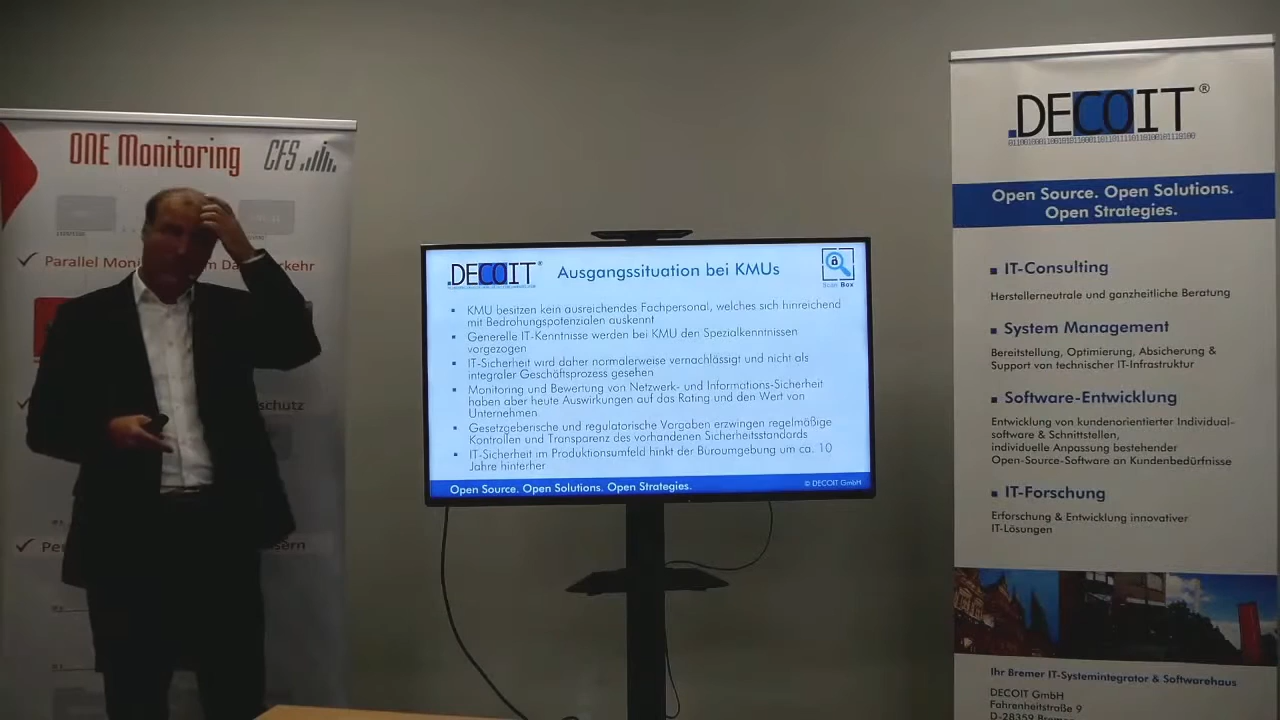 ONE Monitoring
CFS
Parallel Moni
m Da
rkehr
schutz
Pe
sern
.DECOIT®
Ausgangssituation bei KMUs
Scan Box
▪ KMU besitzen kein ausreichendes Fachpersonal, welches sich hinreichend
mit Bedrohungspotenzialen auskennt
▪ Generelle IT-Kenntnisse werden bei KMU den Spezialkenntnissen
vorgezogen
▪ IT-Sicherheit wird daher normalerweise vernachlässigt und nicht als
integraler Geschäftsprozess gesehen
▪ Monitoring und Bewertung von Netzwerk- und Informations-Sicherheit
haben aber heute Auswirkungen auf das Rating und den Wert von
Unternehmen
▪ Gesetzgeberische und regulatorische Vorgaben erzwingen regelmäßige
Kontrollen und Transparenz des vorhandenen Sicherheitsstandards
▪ IT-Sicherheit im Produktionsumfeld hinkt der Büroumgebung um ca. 10
Jahre hinterher
Open Source. Open Solutions. Open Strategies.
© DECOIT GmbH
.DECOIT®
Open Source. Open Solutions.
Open Strategies.
▪ IT-Consulting
Herstellerneutrale und ganzheitliche Beratung
▪ System Management
Bereitstellung, Optimierung, Absicherung &
Support von technischer IT-Infrastruktur
▪ Software-Entwicklung
Entwicklung von kundenorientierter Individual-
software & Schnittstellen,
individuelle Anpassung bestehender
Open-Source-Software an Kundenbedürfnisse
▪ IT-Forschung
Erforschung & Entwicklung innovativer
IT-Lösungen
Ihr Bremer IT-Systemintegrator & Softwarehaus
DECOIT GmbH
Fahrenheitstraße 9
D-28359 Bremen